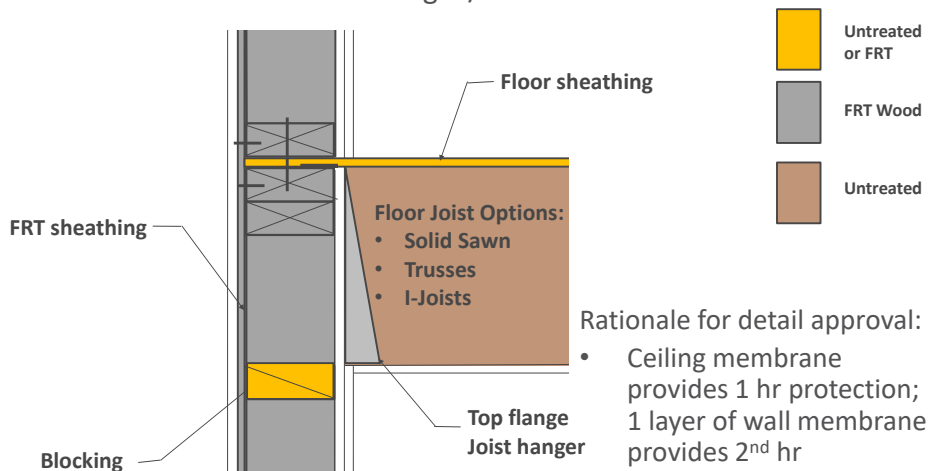 Untreated
or FRT
Floor sheathing
FRT Wood
Untreated
FRT sheathing
Floor Joist Options:
• Solid Sawn
• Trusses
• I-Joists
Rationale for detail approval:
• Ceiling membrane
provides 1 hr protection;
1 layer of wall membrane
provides 2nd hr
Top flange
Joist hanger
Blocking